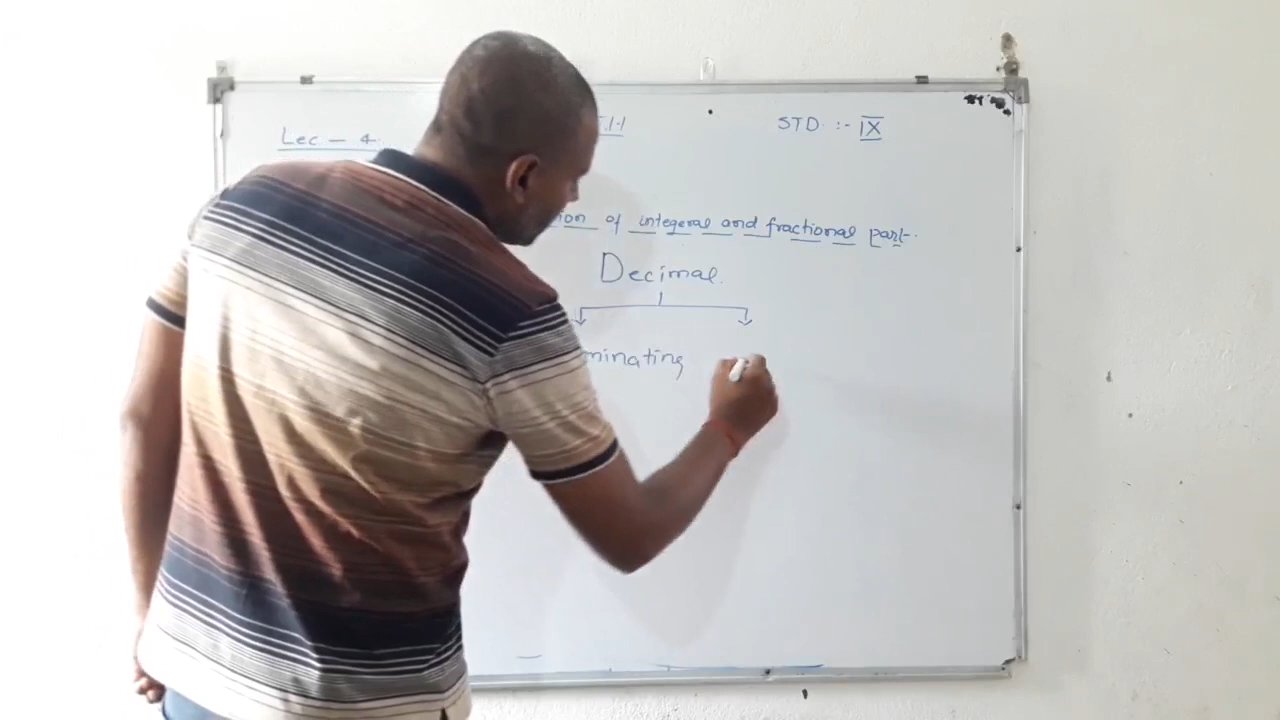 Lec - 4. STD :- IX
of integeral and fractional part.
Decimal.
minating